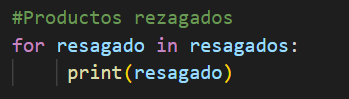 #Productos rezagados
for resagado in resagados:
    print(resagado)